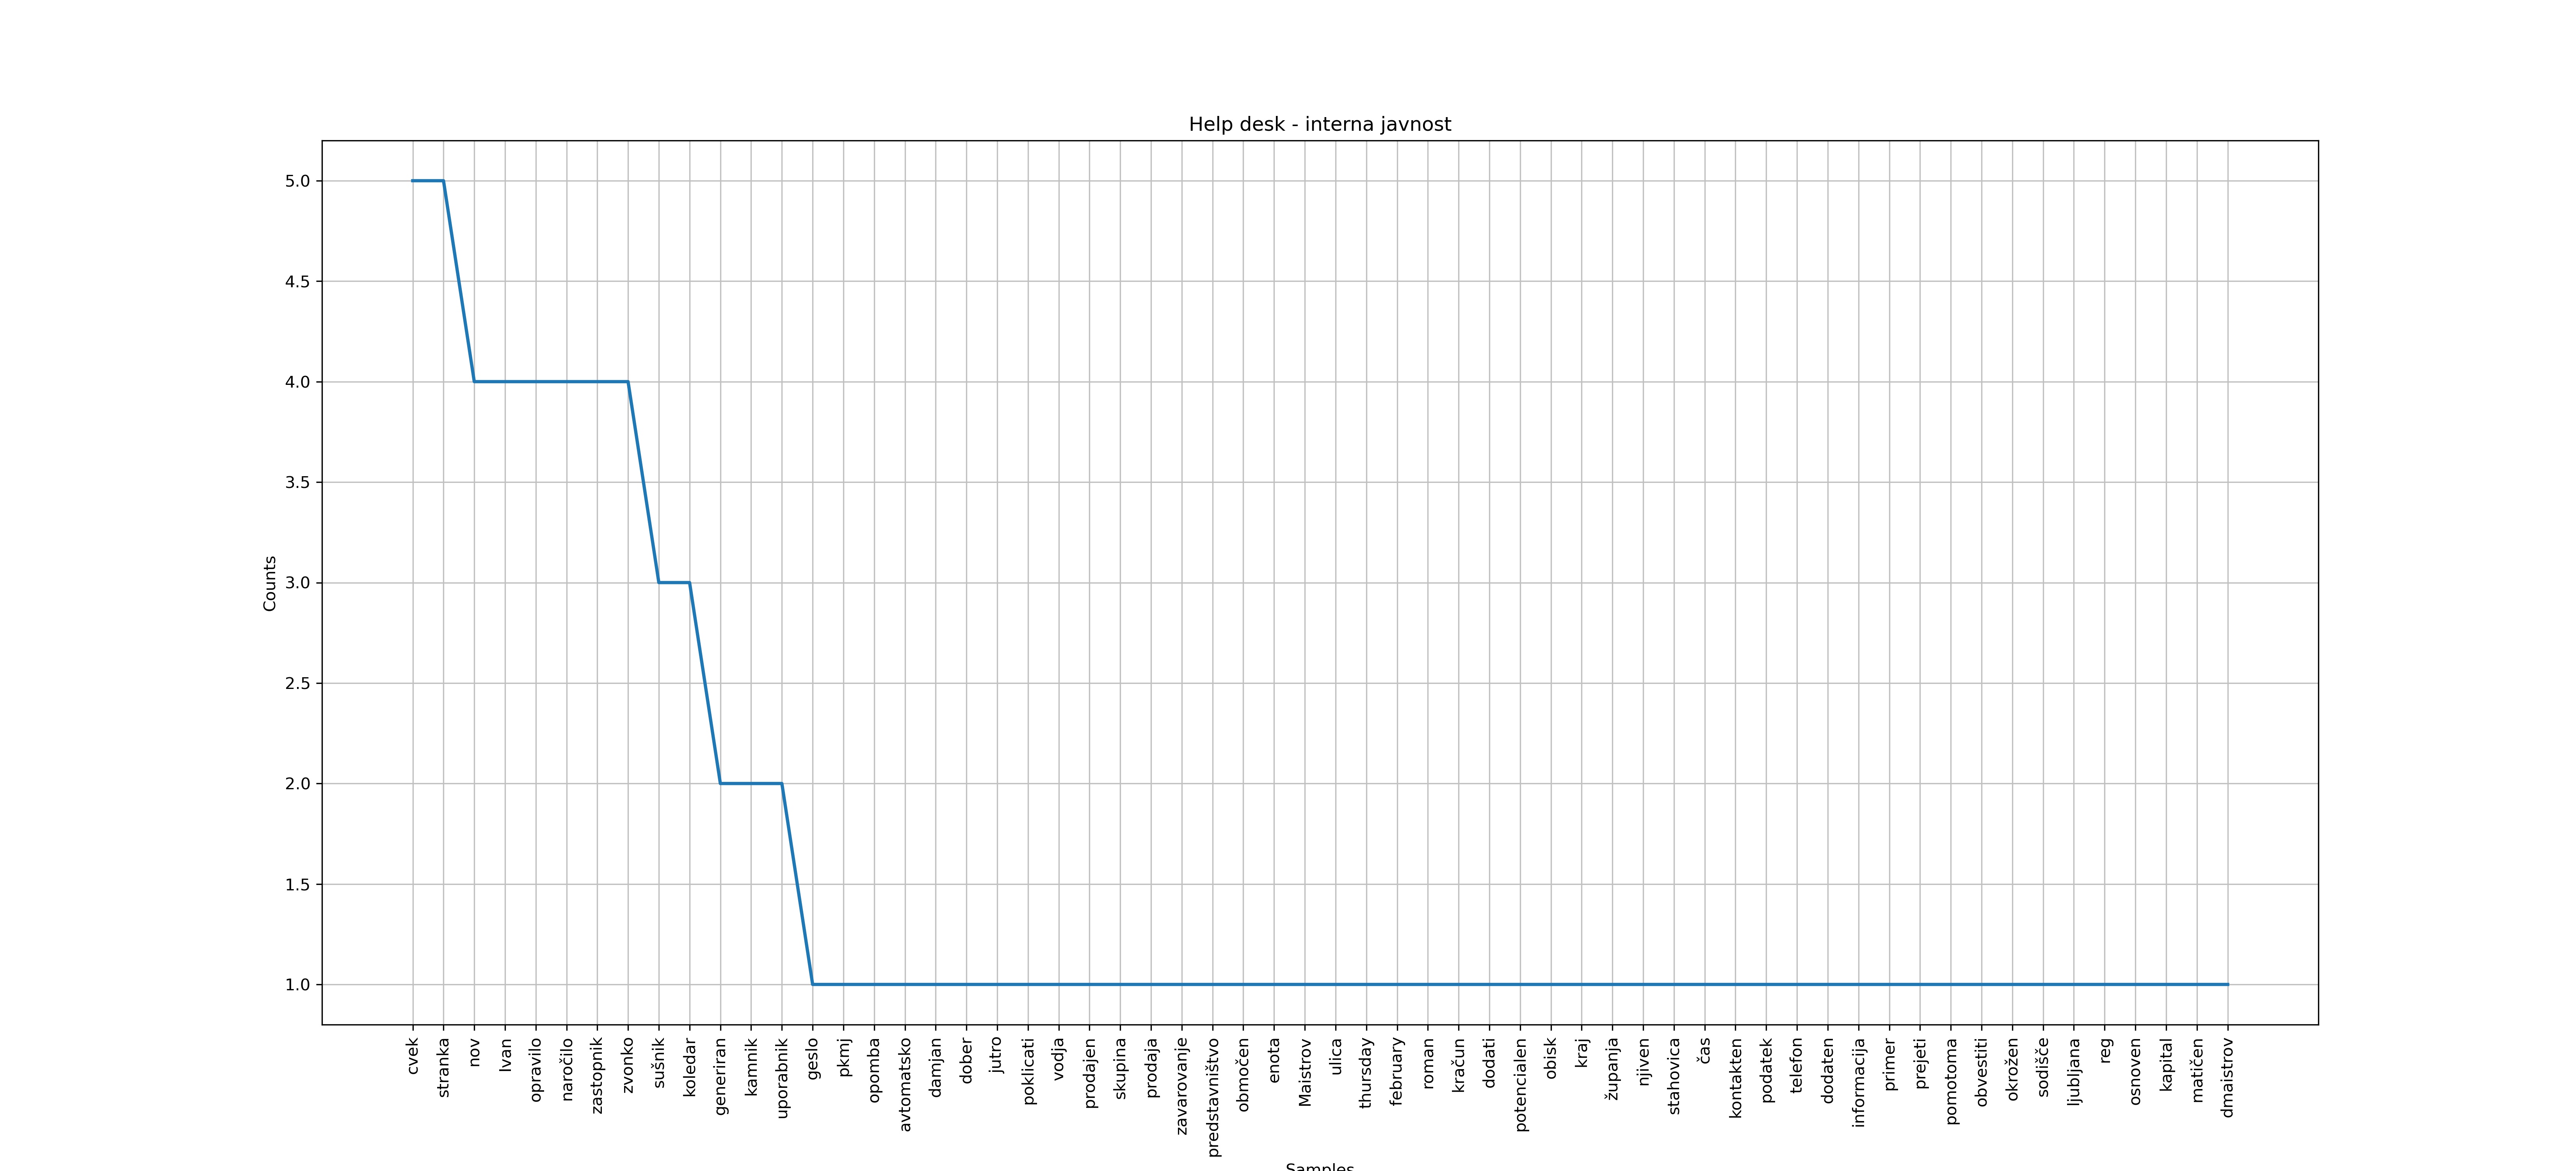 Help desk - interna javnost
5.0
4.5
4.0
3.5
3.0
2.5
2.0
1.5
1.0
Counts
cvek
stranka
nov
Ivan
opravilo
naročilo
zastopnik
zvonko
sušnik
koledar
generiran
kamnik
uporabnik
geslo
pkmj
opomba
avtomatsko
damjan
dober
jutro
poklicati
vodja
prodajen
skupina
prodaja
zavarovanje
predstavništvo
območen
enota
Maistrov
ulica
thursday
february
roman
kračun
dodati
potencialen
obisk
kraj
županja
njiven
stahovica
čas
kontakten
podatek
telefon
dodaten
informacija
primer
prejeti
pomotoma
obvestiti
okrožen
sodišče
ljubljana
reg
osnoven
kapital
matičen
dmaistrov
Samples